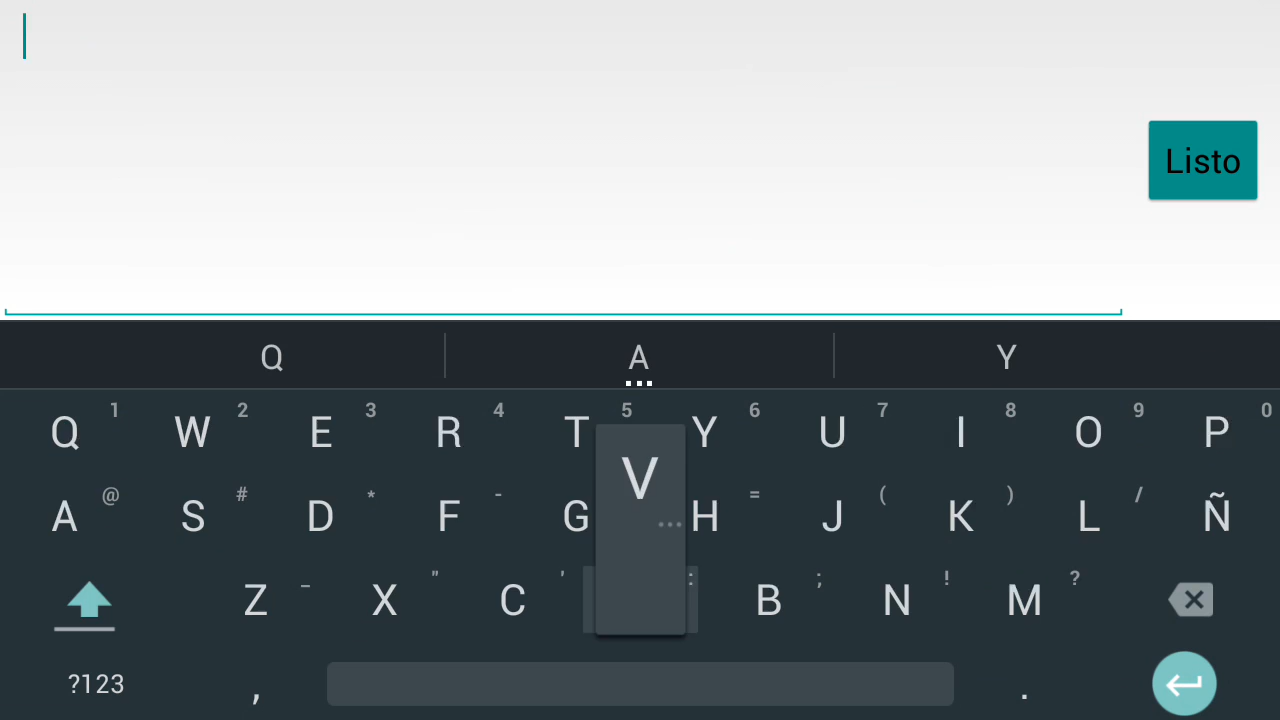 Listo
Q A Y
Q 1 W 2 E 3 R 4 T 5 Y 6 U 7 I 8 O 9 P 0
A @ S # D * F - G V H = J ( K ) L / Ñ
Z _ X " C ' : B ; N ! M ?
?123 , .